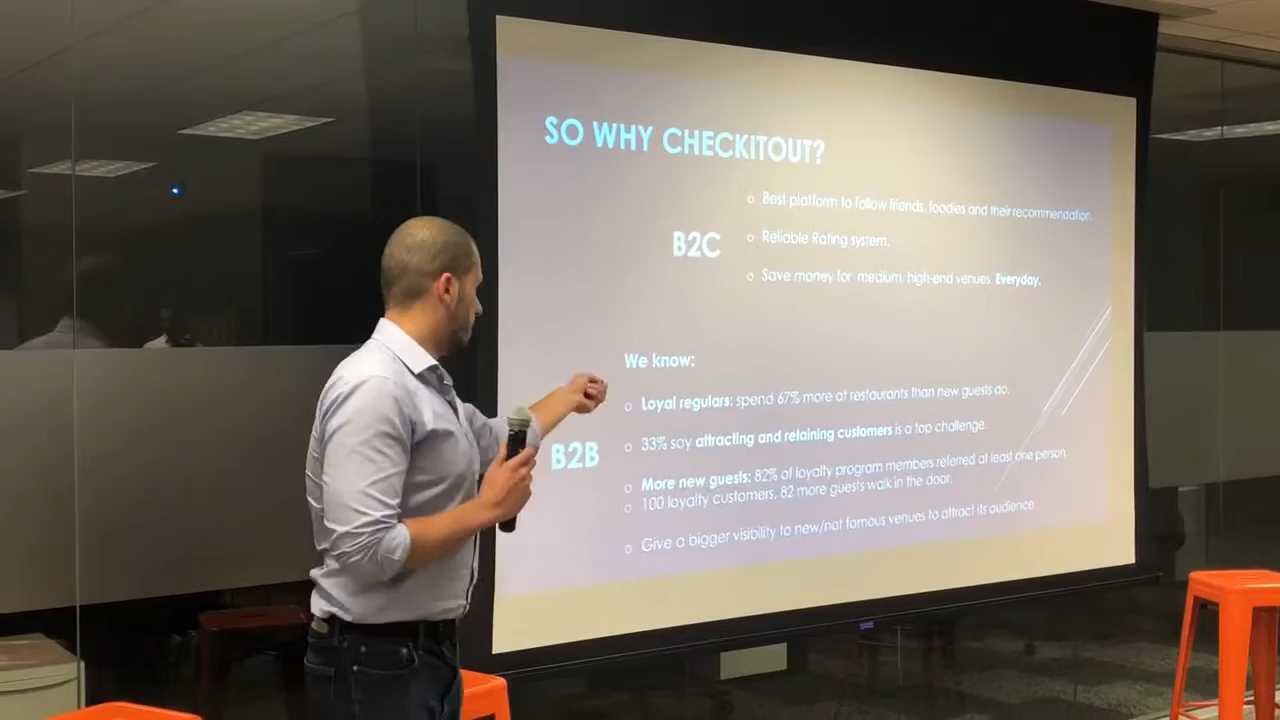 SO WHY CHECKITOUT?
B2C
Best platform to follow friends, foodies and their recommendation.
Reliable Rating system.
Save money for medium, high-end venues. Everyday.
B2B
We know:
Loyal regulars: spend 67% more at restaurants than new guests do.
33% say attracting and retaining customers is a top challenge.
More new guests: 82% of loyalty program members referred at least one person.
100 loyalty customers, 82 more guests walk in the door.
Give a bigger visibility to new/not famous venues to attract its audience.